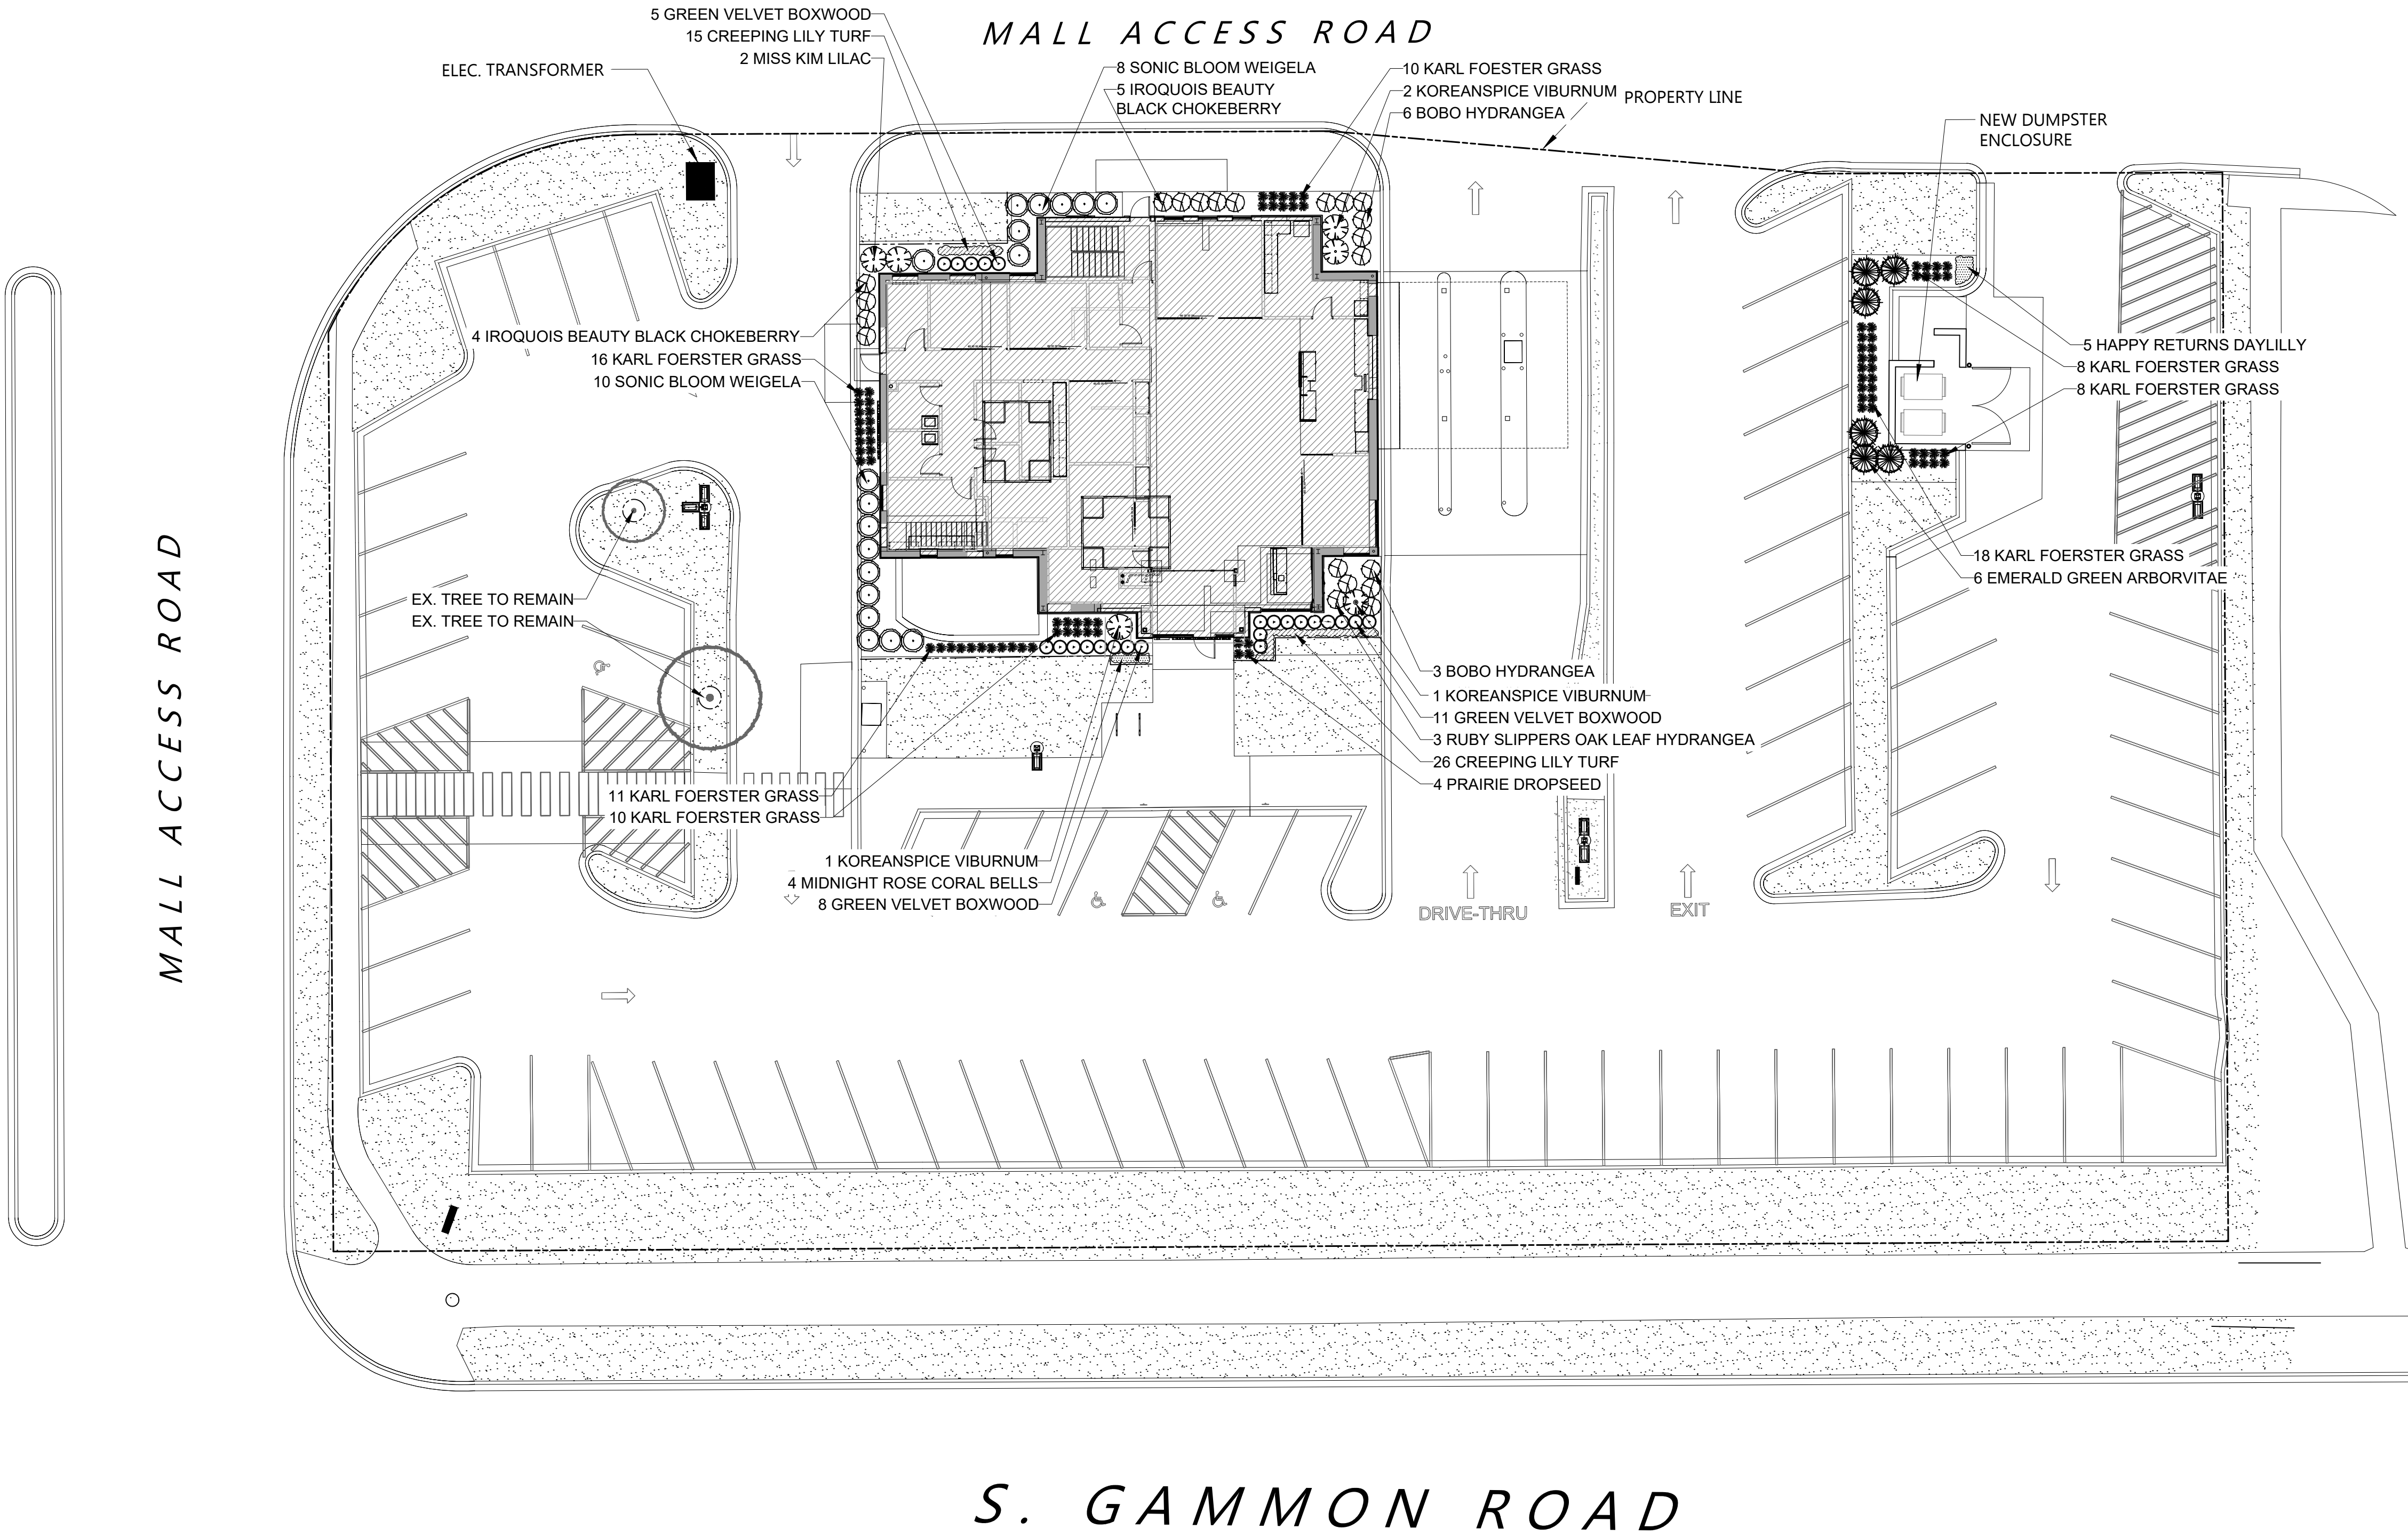 5 GREEN VELVET BOXWOOD
15 CREEPING LILY TURF
2 MISS KIM LILAC
MALL ACCESS ROAD
ELEC. TRANSFORMER
8 SONIC BLOOM WEIGELA
5 IROQUOIS BEAUTY
BLACK CHOKEBERRY
10 KARL FOESTER GRASS
2 KOREANSPICE VIBURNUM
6 BOBO HYDRANGEA
PROPERTY LINE
NEW DUMPSTER
ENCLOSURE
4 IROQUOIS BEAUTY BLACK CHOKEBERRY
16 KARL FOERSTER GRASS
10 SONIC BLOOM WEIGELA
5 HAPPY RETURNS DAYLILLY
8 KARL FOERSTER GRASS
8 KARL FOERSTER GRASS
18 KARL FOERSTER GRASS
6 EMERALD GREEN ARBORVITAE
MALL ACCESS ROAD
EX. TREE TO REMAIN
EX. TREE TO REMAIN
3 BOBO HYDRANGEA
1 KOREANSPICE VIBURNUM
11 GREEN VELVET BOXWOOD
3 RUBY SLIPPERS OAK LEAF HYDRANGEA
26 CREEPING LILY TURF
4 PRAIRIE DROPSEED
11 KARL FOERSTER GRASS
10 KARL FOERSTER GRASS
1 KOREANSPICE VIBURNUM
4 MIDNIGHT ROSE CORAL BELLS
8 GREEN VELVET BOXWOOD
DRIVE-THRU
EXIT
S. GAMMON ROAD